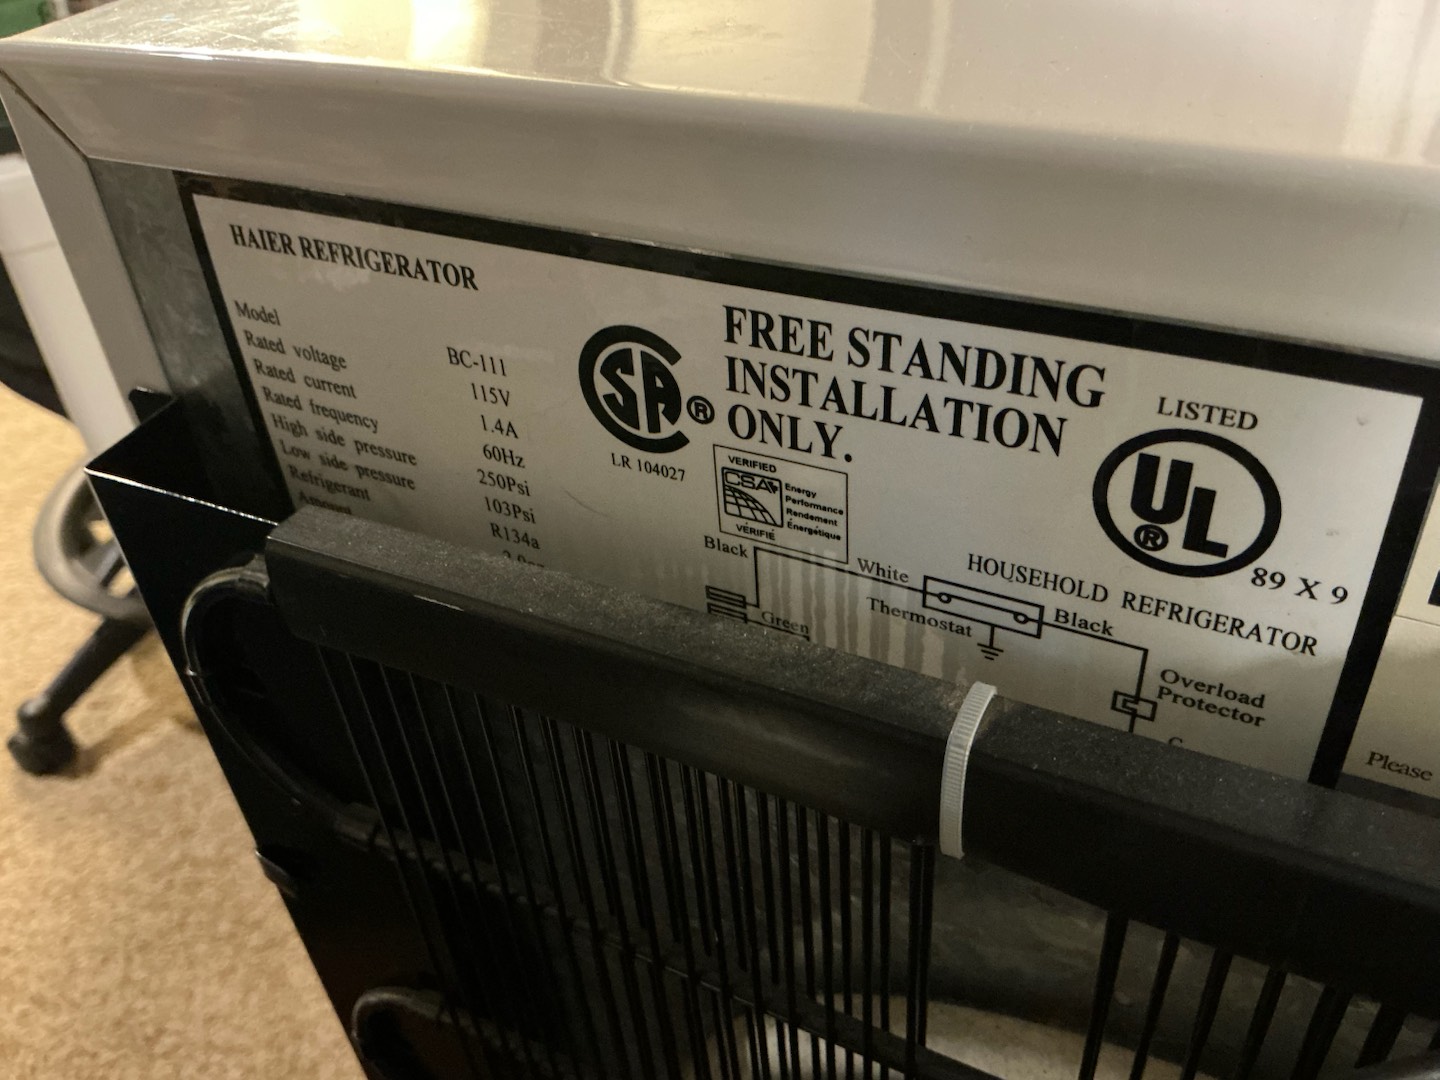 HAIER REFRIGERATOR
Model BC-111
Rated voltage 115V
Rated current 1.4A
Rated frequency 60Hz
High side pressure 250Psi
Low side pressure 103Psi
Refrigerant R134a
Amount
SA ®
LR 104027
FREE STANDING
INSTALLATION
ONLY.
VERIFIED
CSA
Energy
Performance
Rendement
Énergétique
VÉRIFIÉ
LISTED
UL ®
89 X 9
HOUSEHOLD REFRIGERATOR
Black
White
Thermostat
Black
Green
Overload
Protector
Please